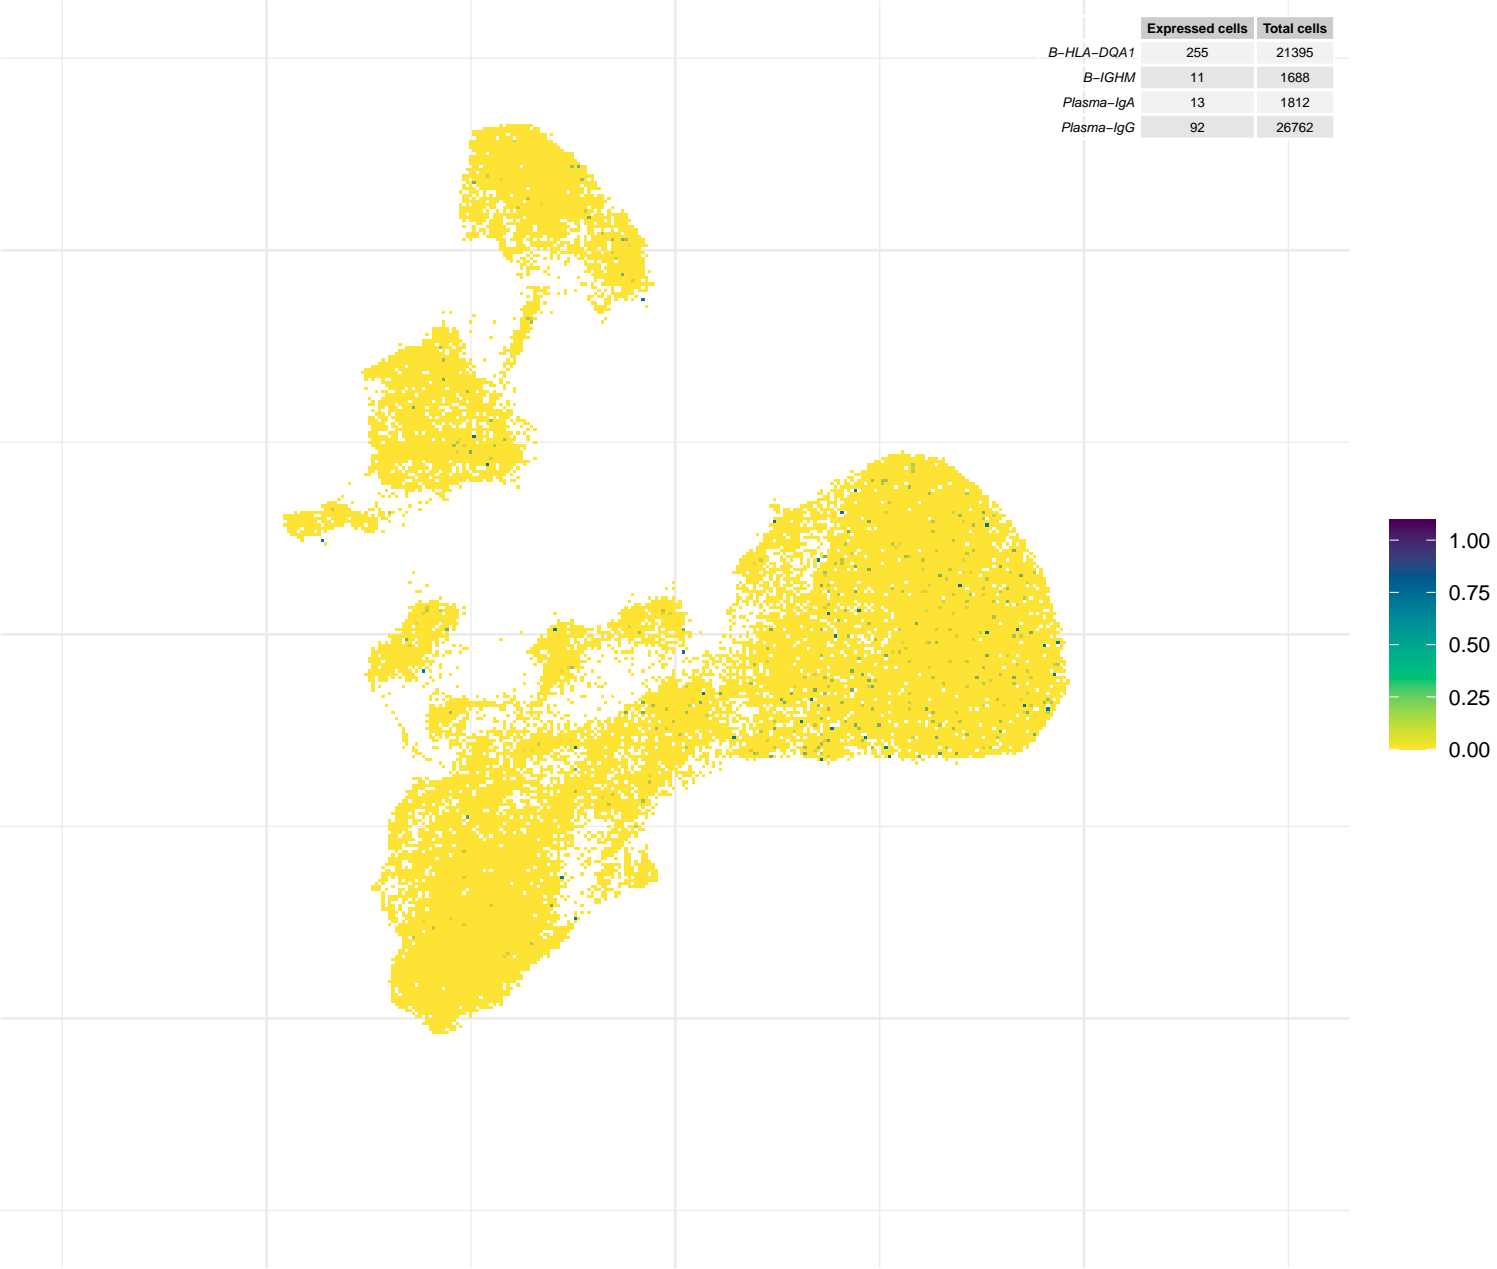 Expressed cells Total cells
B−HLA−DQA1 255 21395
B−IGHM 11 1688
Plasma−IgA 13 1812
Plasma−IgG 92 26762
1.00
0.75
0.50
0.25
0.00